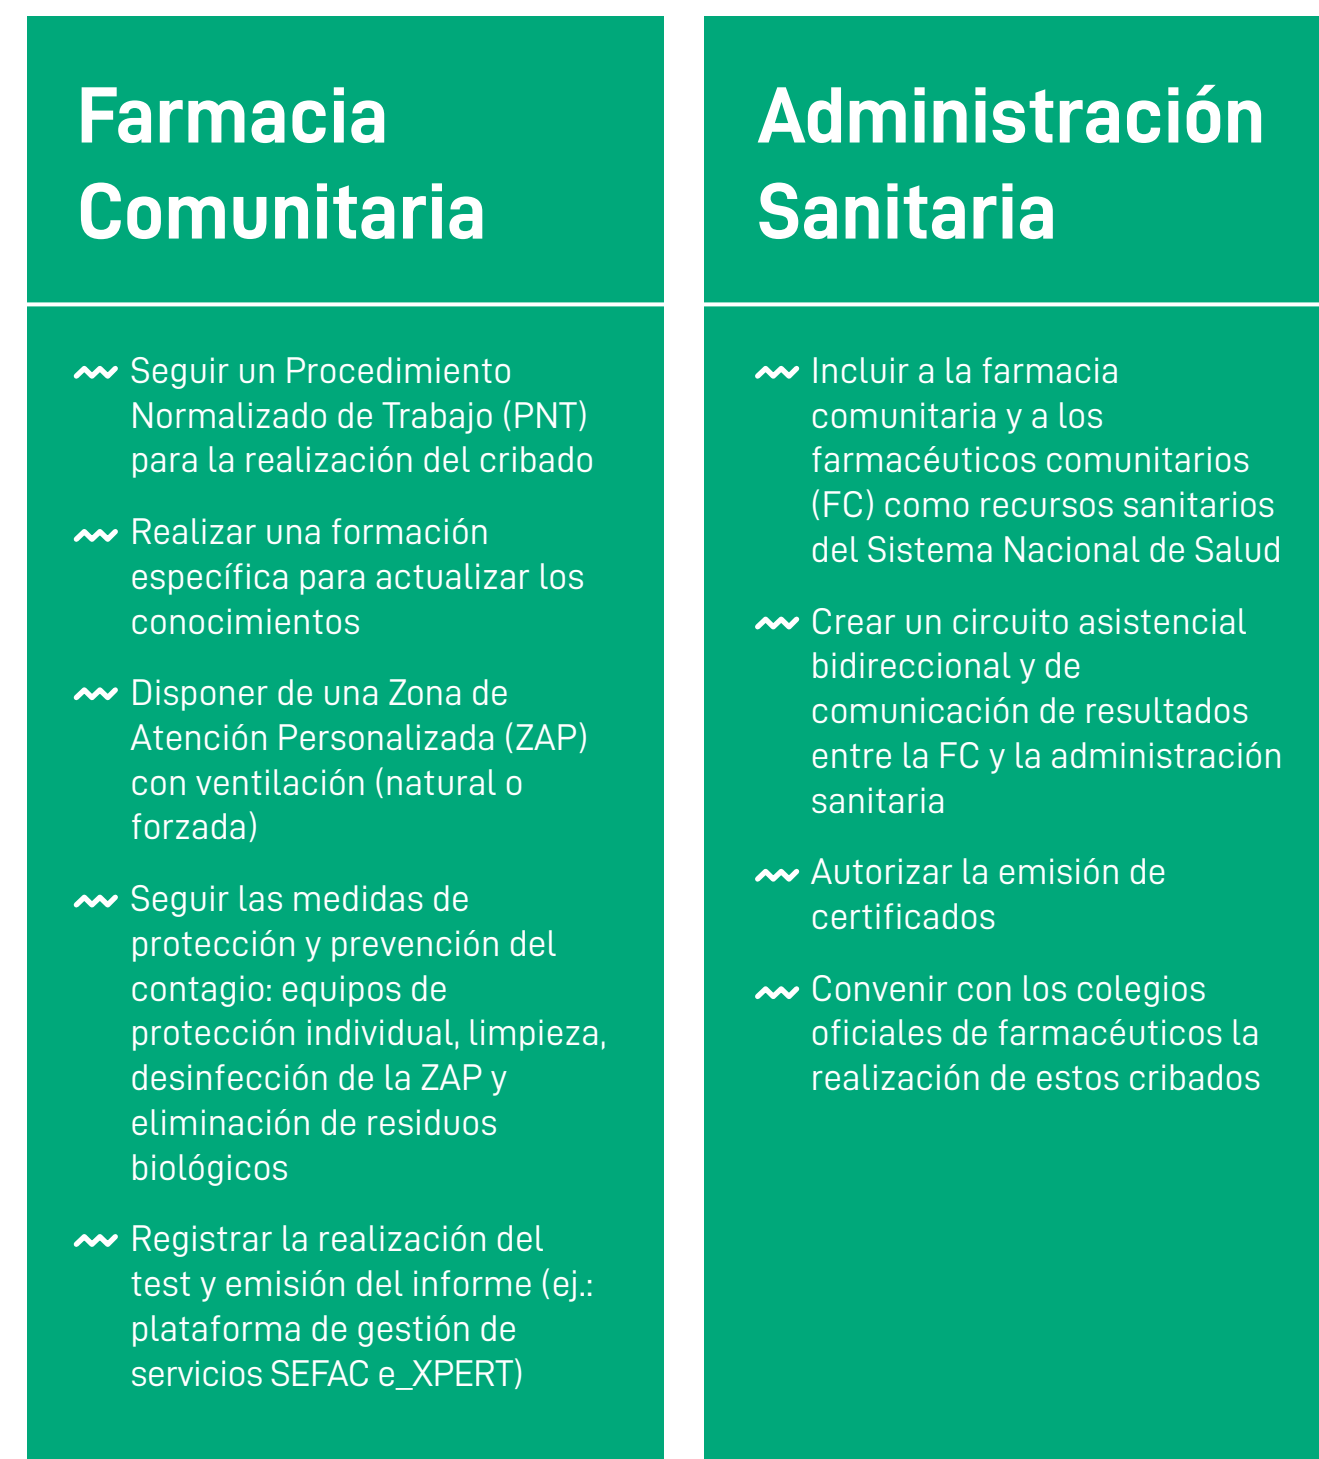 Farmacia
Comunitaria
Seguir un Procedimiento
Normalizado de Trabajo (PNT)
para la realización del cribado
Realizar una formación
específica para actualizar los
conocimientos
Disponer de una Zona de
Atención Personalizada (ZAP)
con ventilación (natural o
forzada)
Seguir las medidas de
protección y prevención del
contagio: equipos de
protección individual, limpieza,
desinfección de la ZAP y
eliminación de residuos
biológicos
Registrar la realización del
test y emisión del informe (ej.:
plataforma de gestión de
servicios SEFAC e_XPERT)
Administración
Sanitaria
Incluir a la farmacia
comunitaria y a los
farmacéuticos comunitarios
(FC) como recursos sanitarios
del Sistema Nacional de Salud
Crear un circuito asistencial
bidireccional y de
comunicación de resultados
entre la FC y la administración
sanitaria
Autorizar la emisión de
certificados
Convenir con los colegios
oficiales de farmacéuticos la
realización de estos cribados